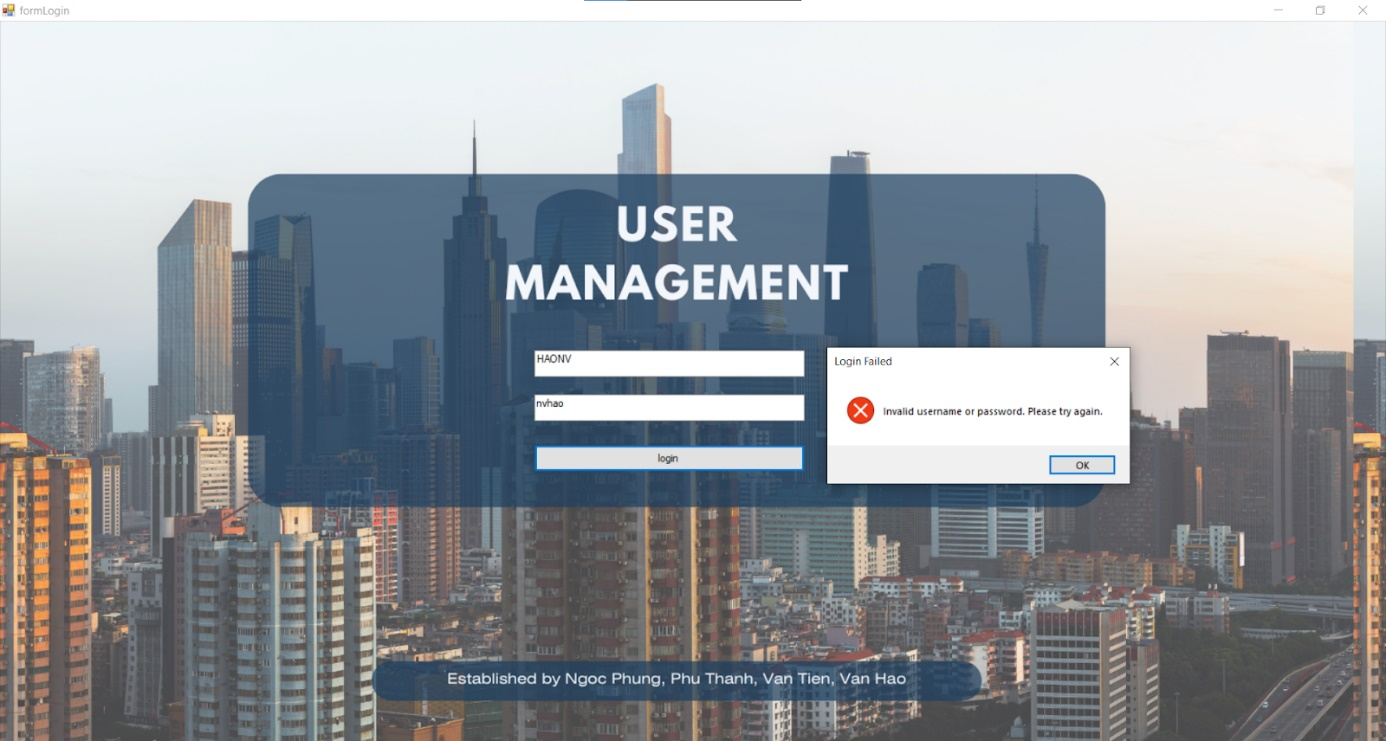 formLogin
USER
MANAGEMENT
HAONV
nvhao
login
Login Failed
Invalid username or password. Please try again.
OK
Established by Ngoc Phung, Phu Thanh, Van Tien, Van Hao